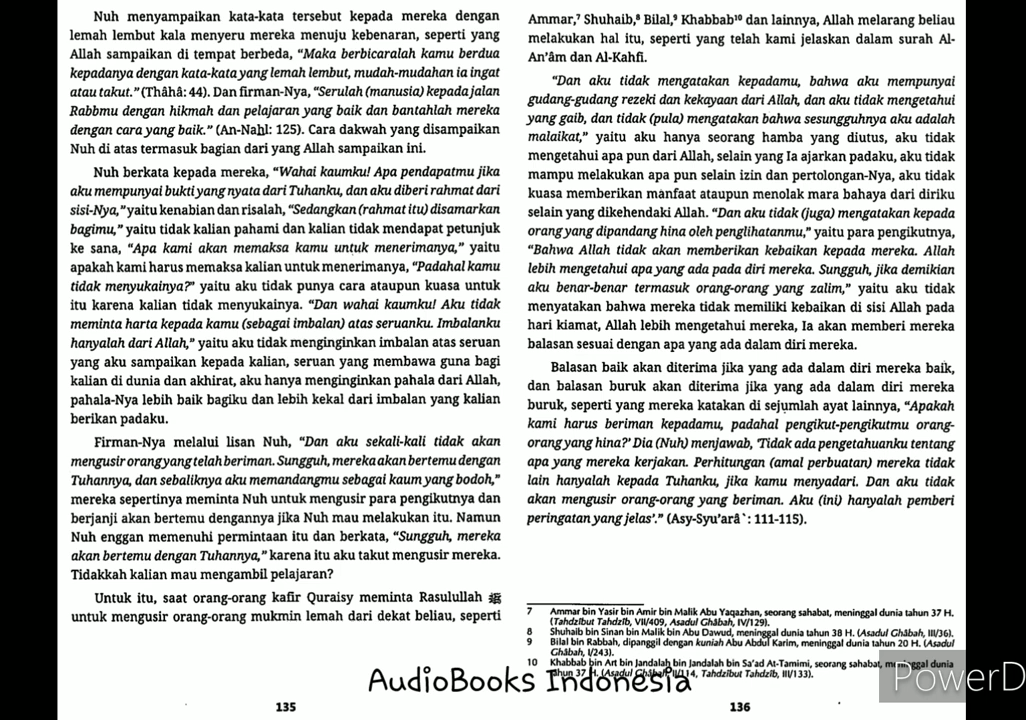 Nuh menyampaikan kata-kata tersebut kepada mereka dengan
lemah lembut kala menyeru mereka menuju kebenaran, seperti yang
Allah sampaikan di tempat berbeda, “Maka berbicaralah kamu berdua
kepadanya dengan kata-kata yang lemah lembut, mudah-mudahan ia ingat
atau takut.” (Thâhâ: 44). Dan firman-Nya, “Serulah (manusia) kepada jalan
Rabbmu dengan hikmah dan pelajaran yang baik dan bantahlah mereka
dengan cara yang baik.” (An-Nahl: 125). Cara dakwah yang disampaikan
Nuh di atas termasuk bagian dari yang Allah sampaikan ini.
Nuh berkata kepada mereka, “Wahai kaumku! Apa pendapatmu jika
aku mempunyai bukti yang nyata dari Tuhanku, dan aku diberi rahmat dari
sisi-Nya,” yaitu kenabian dan risalah, “Sedangkan (rahmat itu) disamarkan
bagimu,” yaitu tidak kalian pahami dan kalian tidak mendapat petunjuk
ke sana, “Apa kami akan memaksa kamu untuk menerimanya,” yaitu
apakah kami harus memaksa kalian untuk menerimanya, “Padahal kamu
tidak menyukainya?” yaitu aku tidak punya cara ataupun kuasa untuk
itu karena kalian tidak menyukainya. “Dan wahai kaumku! Aku tidak
meminta harta kepada kamu (sebagai imbalan) atas seruanku. Imbalanku
hanyalah dari Allah,” yaitu aku tidak menginginkan imbalan atas seruan
yang aku sampaikan kepada kalian, seruan yang membawa guna bagi
kalian di dunia dan akhirat, aku hanya menginginkan pahala dari Allah,
pahala-Nya lebih baik bagiku dan lebih kekal dari imbalan yang kalian
berikan padaku.
Firman-Nya melalui lisan Nuh, “Dan aku sekali-kali tidak akan
mengusir orang yang telah beriman. Sungguh, mereka akan bertemu dengan
Tuhannya, dan sebaliknya aku memandangmu sebagai kaum yang bodoh,”
mereka sepertinya meminta Nuh untuk mengusir para pengikutnya dan
berjanji akan bertemu dengannya jika Nuh mau melakukan itu. Namun
Nuh enggan memenuhi permintaan itu dan berkata, “Sungguh, mereka
akan bertemu dengan Tuhannya,” karena itu aku takut mengusir mereka.
Tidakkah kalian mau mengambil pelajaran?
Untuk itu, saat orang-orang kafir Quraisy meminta Rasulullah ﷺ
untuk mengusir orang-orang mukmin lemah dari dekat beliau, seperti
135
Ammar,7 Shuhaib,8 Bilal,9 Khabbab10 dan lainnya, Allah melarang beliau
melakukan hal itu, seperti yang telah kami jelaskan dalam surah Al-
An’âm dan Al-Kahfi.
“Dan aku tidak mengatakan kepadamu, bahwa aku mempunyai
gudang-gudang rezeki dan kekayaan dari Allah, dan aku tidak mengetahui
yang gaib, dan tidak (pula) mengatakan bahwa sesungguhnya aku adalah
malaikat,” yaitu aku hanya seorang hamba yang diutus, aku tidak
mengetahui apa pun dari Allah, selain yang Ia ajarkan padaku, aku tidak
mampu melakukan apa pun selain izin dan pertolongan-Nya, aku tidak
kuasa memberikan manfaat ataupun menolak mara bahaya dari diriku
selain yang dikehendaki Allah. “Dan aku tidak (juga) mengatakan kepada
orang yang dipandang hina oleh penglihatanmu,” yaitu para pengikutnya,
“Bahwa Allah tidak akan memberikan kebaikan kepada mereka. Allah
lebih mengetahui apa yang ada pada diri mereka. Sungguh, jika demikian
aku benar-benar termasuk orang-orang yang zalim,” yaitu aku tidak
menyatakan bahwa mereka tidak memiliki kebaikan di sisi Allah pada
hari kiamat, Allah lebih mengetahui mereka, Ia akan memberi mereka
balasan sesuai dengan apa yang ada dalam diri mereka.
Balasan baik akan diterima jika yang ada dalam diri mereka baik,
dan balasan buruk akan diterima jika yang ada dalam diri mereka
buruk, seperti yang mereka katakan di sejumlah ayat lainnya, “Apakah
kami harus beriman kepadamu, padahal pengikut-pengikutmu orang-
orang yang hina?’ Dia (Nuh) menjawab, ‘Tidak ada pengetahuanku tentang
apa yang mereka kerjakan. Perhitungan (amal perbuatan) mereka tidak
lain hanyalah kepada Tuhanku, jika kamu menyadari. Dan aku tidak
akan mengusir orang-orang yang beriman. Aku (ini) hanyalah pemberi
peringatan yang jelas’.” (Asy-Syu’arâ`: 111-115).
7 Ammar bin Yasir bin Amir bin Malik Abu Yaqazhan, seorang sahabat, meninggal dunia tahun 37 H.
(Tahdzibut Tahdzib, VII/409, Asadul Ghâbah, IV/129).
8 Shuhaib bin Sinan bin Malik bin Abu Dawud, meninggal dunia tahun 38 H. (Asadul Ghâbah, III/36).
9 Bilal bin Rabbah, dipanggil dengan kuniah Abu Abdul Karim, meninggal dunia tahun 20 H. (Asadul
Ghâbah, I/243).
10 Khabbab bin Art bin Jandalah bin Jandalah bin Sa’ad At-Tamimi, seorang sahabat, meninggal dunia
tahun 37 H. (Asadul Ghâbah, II/114, Tahdzibut Tahdzib, III/133).
136
AudioBooks Indonesia
PowerD